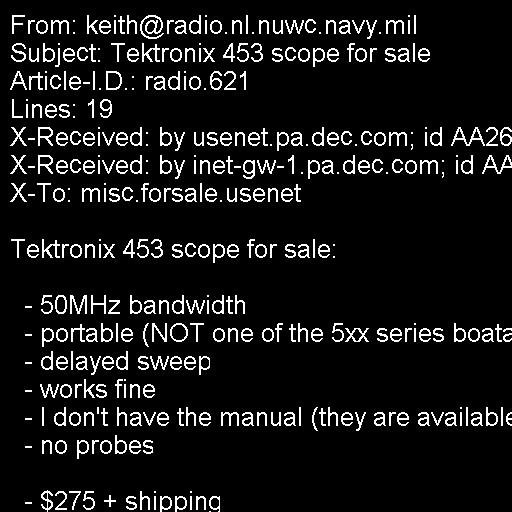 From: keith@radio.nl.nuwc.navy.mil
Subject: Tektronix 453 scope for sale
Article-I.D.: radio.621
Lines: 19
X-Received: by usenet.pa.dec.com; id AA26
X-Received: by inet-gw-1.pa.dec.com; id AA
X-To: misc.forsale.usenet

Tektronix 453 scope for sale:

- 50MHz bandwidth
- portable (NOT one of the 5xx series boata
- delayed sweep
- works fine
- I don't have the manual (they are available
- no probes

- $275 + shipping